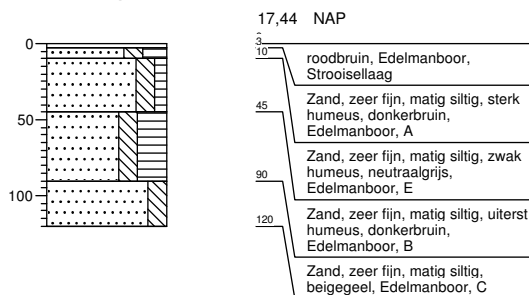 17,44 NAP
0
3
10
roodbruin, Edelmanboor,
Strooisellaag
Zand, zeer fijn, matig siltig, sterk
humeus, donkerbruin,
Edelmanboor, A
50
45
Zand, zeer fijn, matig siltig, zwak
humeus, neutraalgrijs,
Edelmanboor, E
90
100
Zand, zeer fijn, matig siltig, uiterst
humeus, donkerbruin,
Edelmanboor, B
120
Zand, zeer fijn, matig siltig,
beigegeel, Edelmanboor, C